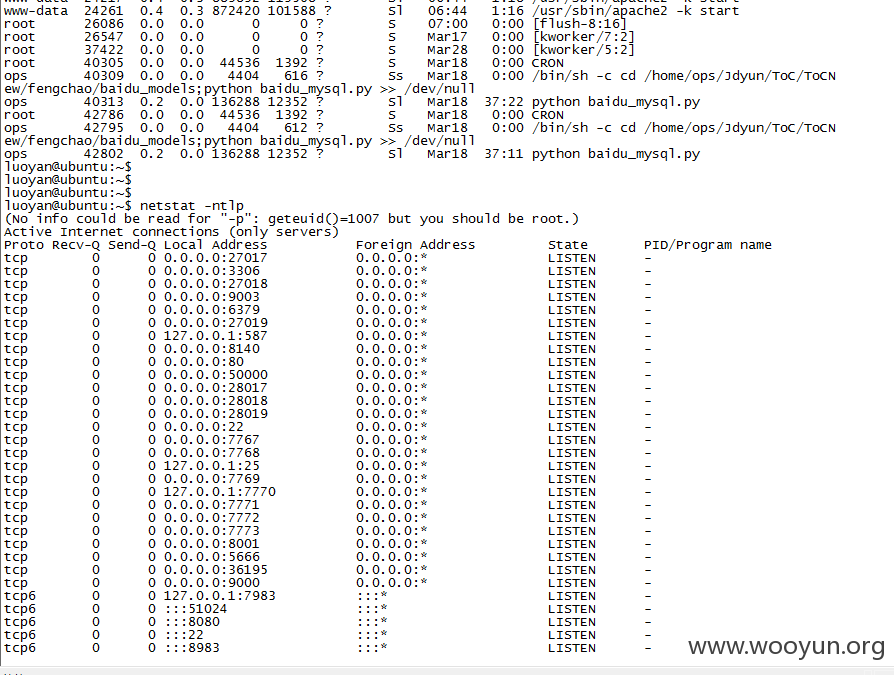 www-data 24261 0.4 0.3 872420 101588 ? Sl 06:44 1:16 /usr/sbin/apache2 -k start
root 26086 0.0 0.0 0 0 ? S 07:00 0:00 [flush-8:16]
root 26547 0.0 0.0 0 0 ? S Mar17 0:00 [kworker/7:2]
root 37422 0.0 0.0 0 0 ? S Mar28 0:00 [kworker/5:2]
root 40305 0.0 0.0 44536 1392 ? S Mar18 0:00 CRON
ops 40309 0.0 0.0 4404 616 ? Ss Mar18 0:00 /bin/sh -c cd /home/ops/Jdyun/ToC/ToCN
ew/fengchao/baidu_models;python baidu_mysql.py >> /dev/null
ops 40313 0.2 0.0 136288 12352 ? Sl Mar18 37:22 python baidu_mysql.py
root 42786 0.0 0.0 44536 1392 ? S Mar18 0:00 CRON
ops 42795 0.0 0.0 4404 612 ? Ss Mar18 0:00 /bin/sh -c cd /home/ops/Jdyun/ToC/ToCN
ew/fengchao/baidu_models;python baidu_mysql.py >> /dev/null
ops 42802 0.2 0.0 136288 12352 ? Sl Mar18 37:11 python baidu_mysql.py
luoyan@ubuntu:~$
luoyan@ubuntu:~$
luoyan@ubuntu:~$
luoyan@ubuntu:~$ netstat -ntlp
(No info could be read for "-p": geteuid()=1007 but you should be root.)
Active Internet connections (only servers)
Proto Recv-Q Send-Q Local Address Foreign Address State PID/Program name
tcp 0 0 0.0.0.0:27017 0.0.0.0:* LISTEN -
tcp 0 0 0.0.0.0:3306 0.0.0.0:* LISTEN -
tcp 0 0 0.0.0.0:27018 0.0.0.0:* LISTEN -
tcp 0 0 0.0.0.0:9003 0.0.0.0:* LISTEN -
tcp 0 0 0.0.0.0:6379 0.0.0.0:* LISTEN -
tcp 0 0 0.0.0.0:27019 0.0.0.0:* LISTEN -
tcp 0 0 127.0.0.1:587 0.0.0.0:* LISTEN -
tcp 0 0 0.0.0.0:8140 0.0.0.0:* LISTEN -
tcp 0 0 0.0.0.0:80 0.0.0.0:* LISTEN -
tcp 0 0 0.0.0.0:50000 0.0.0.0:* LISTEN -
tcp 0 0 0.0.0.0:28017 0.0.0.0:* LISTEN -
tcp 0 0 0.0.0.0:28018 0.0.0.0:* LISTEN -
tcp 0 0 0.0.0.0:28019 0.0.0.0:* LISTEN -
tcp 0 0 0.0.0.0:22 0.0.0.0:* LISTEN -
tcp 0 0 0.0.0.0:7767 0.0.0.0:* LISTEN -
tcp 0 0 0.0.0.0:7768 0.0.0.0:* LISTEN -
tcp 0 0 127.0.0.1:25 0.0.0.0:* LISTEN -
tcp 0 0 0.0.0.0:7769 0.0.0.0:* LISTEN -
tcp 0 0 127.0.0.1:7770 0.0.0.0:* LISTEN -
tcp 0 0 0.0.0.0:7771 0.0.0.0:* LISTEN -
tcp 0 0 0.0.0.0:7772 0.0.0.0:* LISTEN -
tcp 0 0 0.0.0.0:7773 0.0.0.0:* LISTEN -
tcp 0 0 0.0.0.0:8001 0.0.0.0:* LISTEN -
tcp 0 0 0.0.0.0:5666 0.0.0.0:* LISTEN -
tcp 0 0 0.0.0.0:36195 0.0.0.0:* LISTEN -
tcp 0 0 0.0.0.0:9000 0.0.0.0:* LISTEN -
tcp6 0 0 127.0.0.1:7983 :::* LISTEN -
tcp6 0 0 :::51024 :::* LISTEN -
tcp6 0 0 :::8080 :::* LISTEN -
tcp6 0 0 :::22 :::* LISTEN -
tcp6 0 0 :::8983 :::* LISTEN -
www.wooyun.org